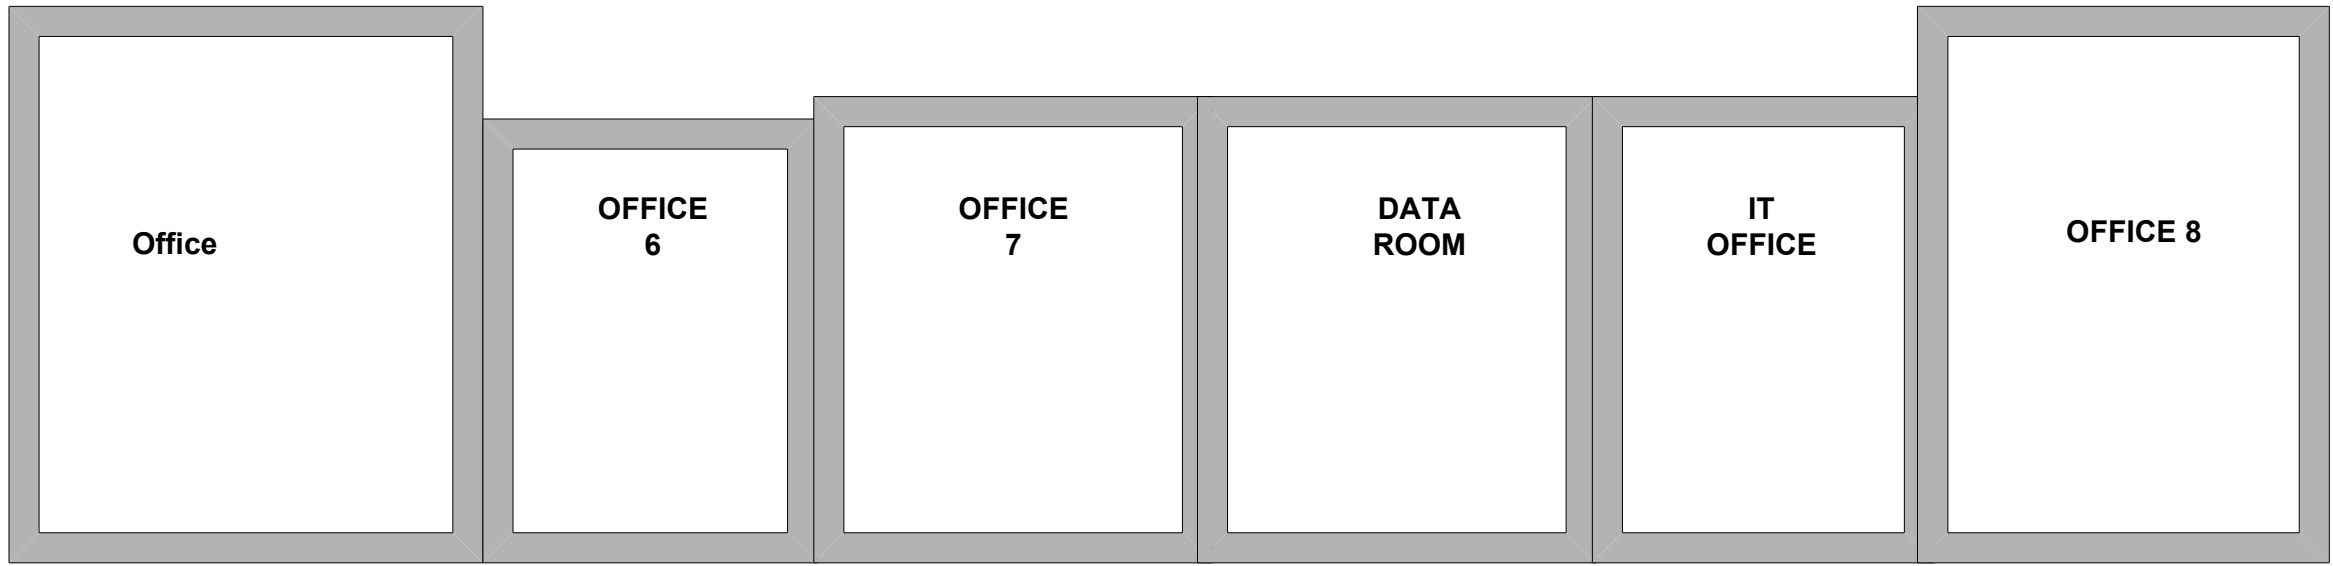 Office
OFFICE
6
OFFICE
7
DATA
ROOM
IT
OFFICE
OFFICE 8